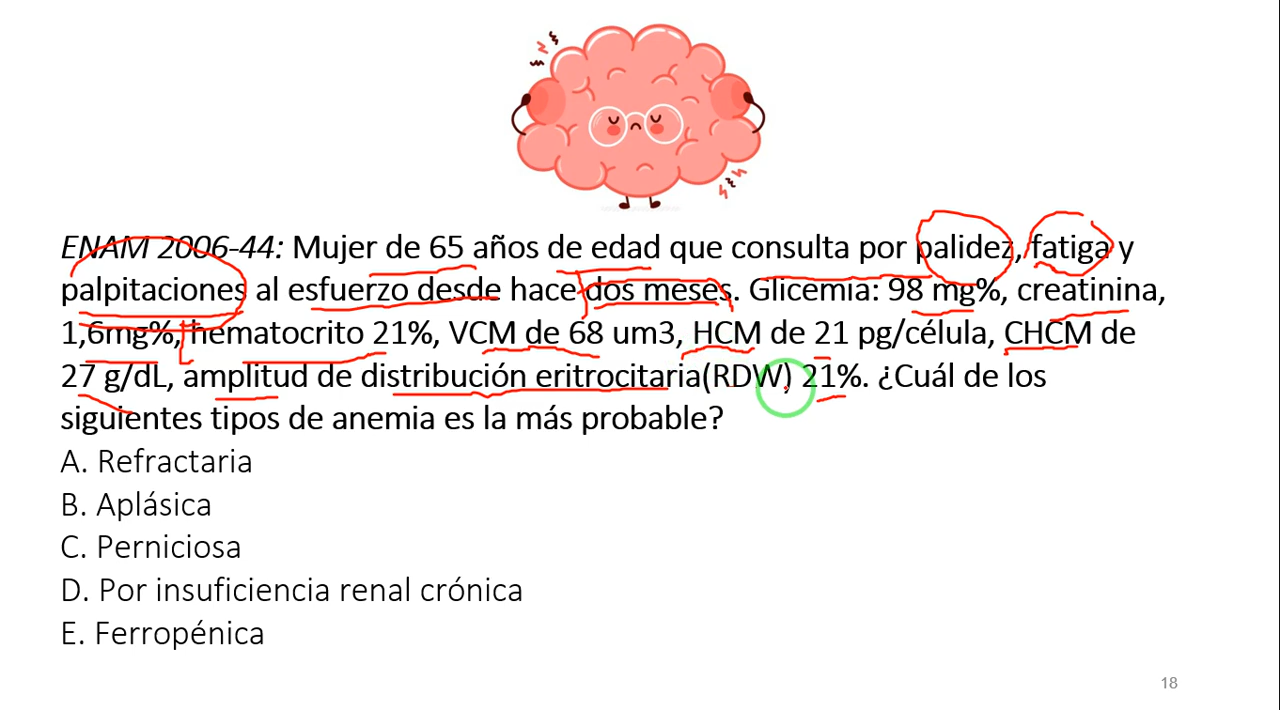 ENAM 2006-44: Mujer de 65 años de edad que consulta por palidez, fatiga y
palpitaciones al esfuerzo desde hace dos meses. Glicemia: 98 mg%, creatinina,
1,6mg%, hematocrito 21%, VCM de 68 um3, HCM de 21 pg/célula, CHCM de
27 g/dL, amplitud de distribución eritrocitaria(RDW) 21%. ¿Cuál de los
siguientes tipos de anemia es la más probable?
A. Refractaria
B. Aplásica
C. Perniciosa
D. Por insuficiencia renal crónica
E. Ferropénica
18